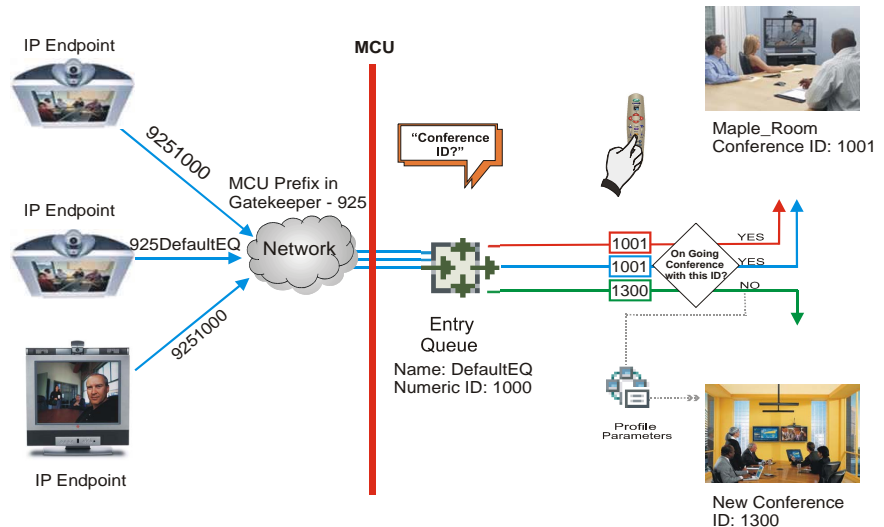 IP Endpoint
9251000
IP Endpoint
925DefaultEQ
9251000
IP Endpoint
MCU Prefix in
Gatekeeper - 925
Network
MCU
“Conference
ID?”
Entry
Queue
Name: DefaultEQ
Numeric ID: 1000
1001
1001
1300
On Going
Conference
with this ID?
YES
YES
NO
Maple_Room
Conference ID: 1001
Profile
Parameters
New Conference
ID: 1300